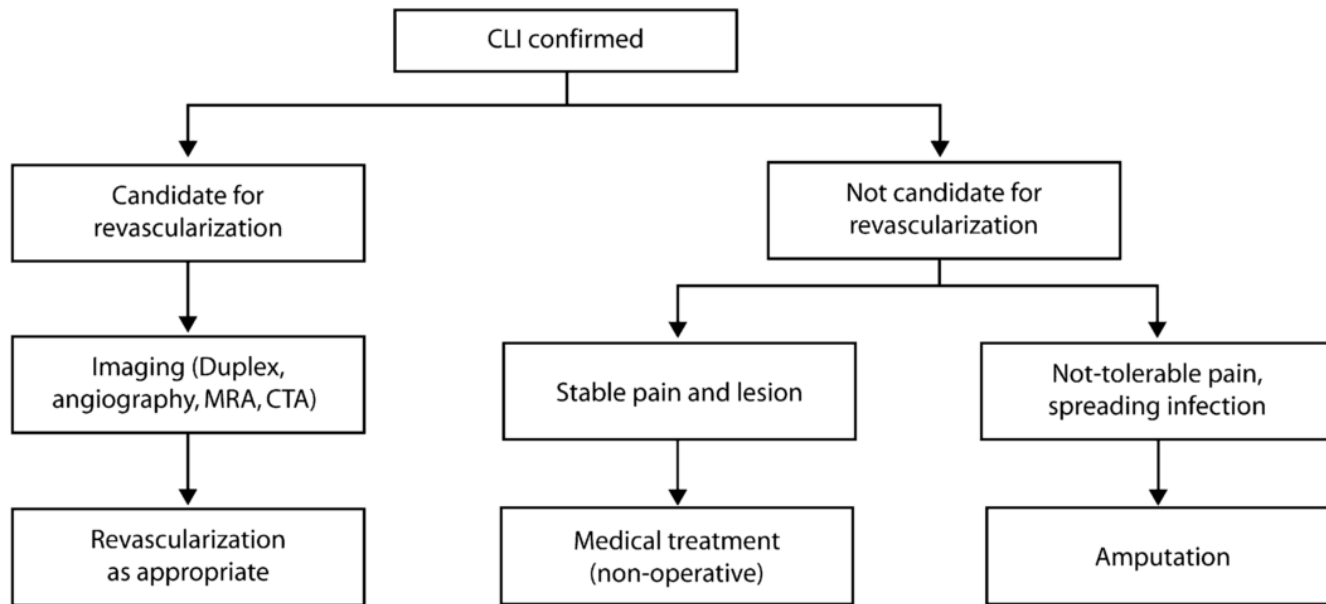 CLI confirmed
Candidate for
revascularization
Not candidate for
revascularization
Imaging (Duplex,
angiography, MRA, CTA)
Stable pain and lesion
Not-tolerable pain,
spreading infection
Revascularization
as appropriate
Medical treatment
(non-operative)
Amputation